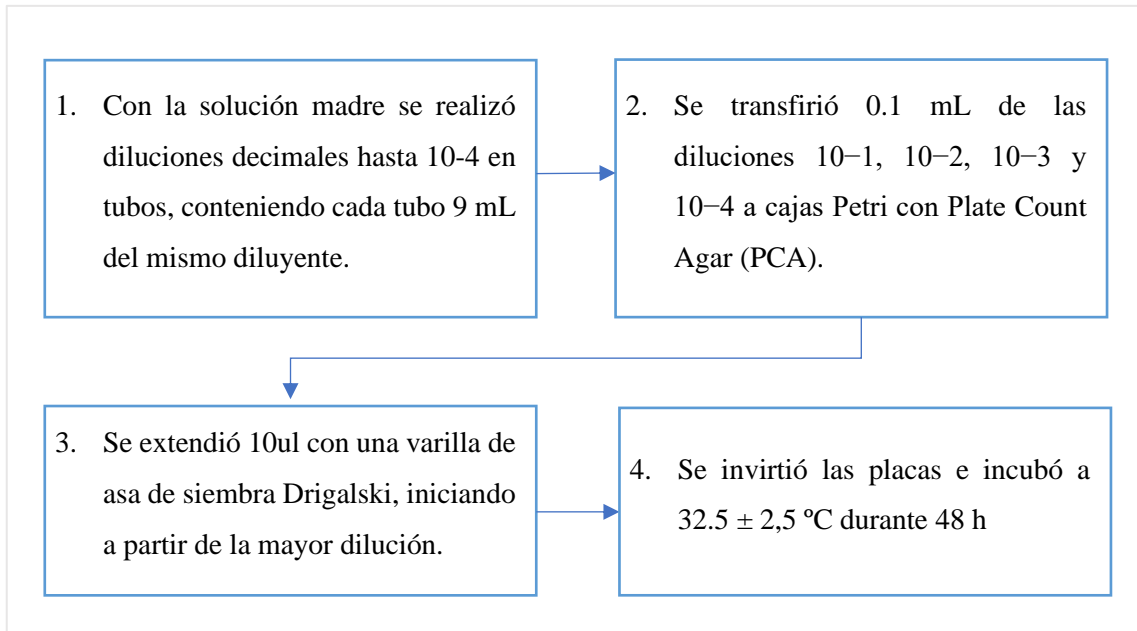 1. Con la solución madre se realizó
diluciones decimales hasta 10-4 en
tubos, conteniendo cada tubo 9 mL
del mismo diluyente.
2. Se transfirió 0.1 mL de las
diluciones 10−1, 10−2, 10−3 y
10−4 a cajas Petri con Plate Count
Agar (PCA).
3. Se extendió 10ul con una varilla de
asa de siembra Drigalski, iniciando
a partir de la mayor dilución.
4. Se invirtió las placas e incubó a
32.5 ± 2,5 ºC durante 48 h